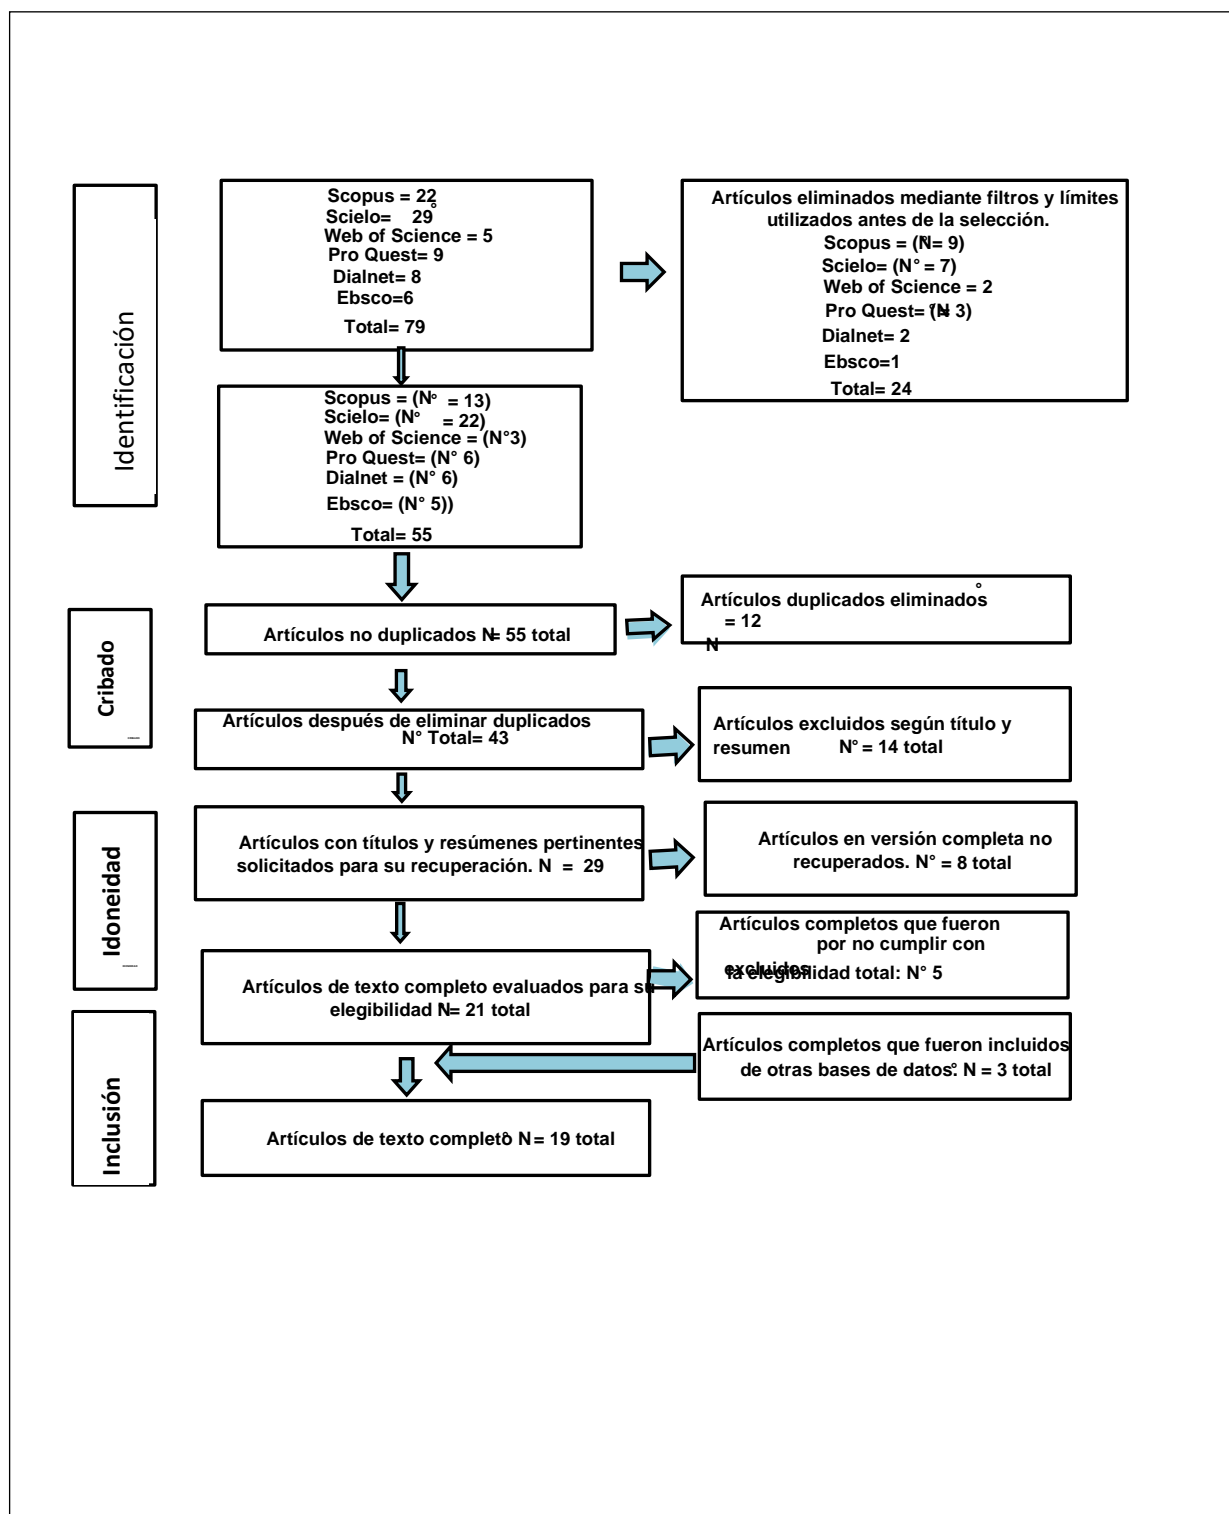 Identificación
Scopus = 22
Scielo= 29°
Web of Science = 5
Pro Quest= 9
Dialnet= 8
Ebsco=6
Total= 79
Artículos eliminados mediante filtros y límites
utilizados antes de la selección.
Scopus = (N°= 9)
Scielo= (N° = 7)
Web of Science = 2
Pro Quest= (N°= 3)
Dialnet= 2
Ebsco=1
Total= 24
Scopus = (N° = 13)
Scielo= (N° = 22)
Web of Science = (N°3)
Pro Quest= (N° 6)
Dialnet = (N° 6)
Ebsco= (N° 5))
Total= 55
Cribado
Artículos no duplicados N= 55 total
Artículos duplicados eliminados °
= 12
N
Artículos después de eliminar duplicados
N° Total= 43
Artículos excluidos según título y
resumen N° = 14 total
Idoneidad
Artículos con títulos y resúmenes pertinentes
solicitados para su recuperación. N = 29
Artículos en versión completa no
recuperados. N° = 8 total
Artículos de texto completo evaluados para su
elegibilidad N= 21 total
Artículos completos que fueron
por no cumplir con
excluidos
la elegibilidad total: N° 5
Inclusión
Artículos completos que fueron incluidos
de otras bases de datos. N° = 3 total
Artículos de texto completo N° = 19 total